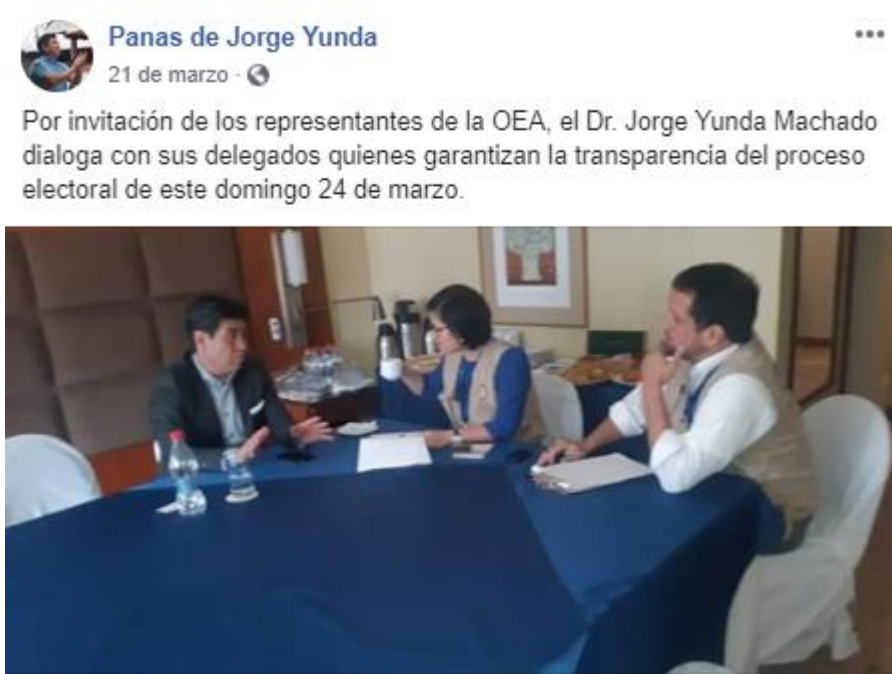 Panas de Jorge Yunda
21 de marzo
Por invitación de los representantes de la OEA, el Dr. Jorge Yunda Machado
dialoga con sus delegados quienes garantizan la transparencia del proceso
electoral de este domingo 24 de marzo.